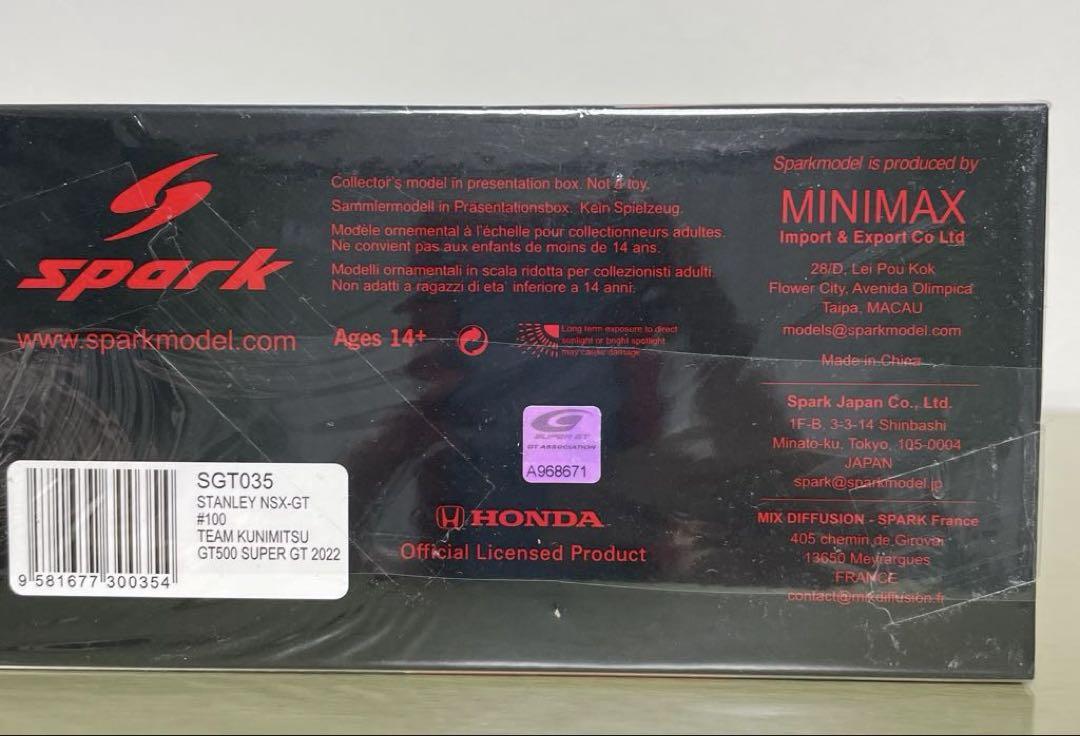 spark
www.sparkmodel.com
Collector's model in presentation box. Not a toy.
Sammlermodell in Präsentationsbox. Kein Spielzeug.
Modèle ornemental à l'échelle pour collectionneurs adultes.
Ne convient pas aux enfants de moins de 14 ans.
Modelli ornamentali in scala ridotta per collezionisti adulti.
Non adatti a ragazzi di eta' inferiore a 14 anni.
Ages 14+
Long term exposure to direct
sunlight or bright spotlight
may cause damage
SUPER GT
GT ASSOCIATION
A968671
HONDA
Official Licensed Product
SGT035
STANLEY NSX-GT
#100
TEAM KUNIMITSU
GT500 SUPER GT 2022
9 581677 300354
Sparkmodel is produced by
MINIMAX
Import & Export Co Ltd
28/D, Lei Pou Kok
Flower City, Avenida Olimpica
Taipa, MACAU
models@sparkmodel.com
Made in China
Spark Japan Co., Ltd.
1F-B, 3-3-14 Shinbashi
Minato-ku, Tokyo, 105-0004
JAPAN
spark@sparkmodel.jp
MIX DIFFUSION - SPARK France
405 chemin de Girovai
13650 Meyrargues
FRANCE
contact@mixdiffusion.fr